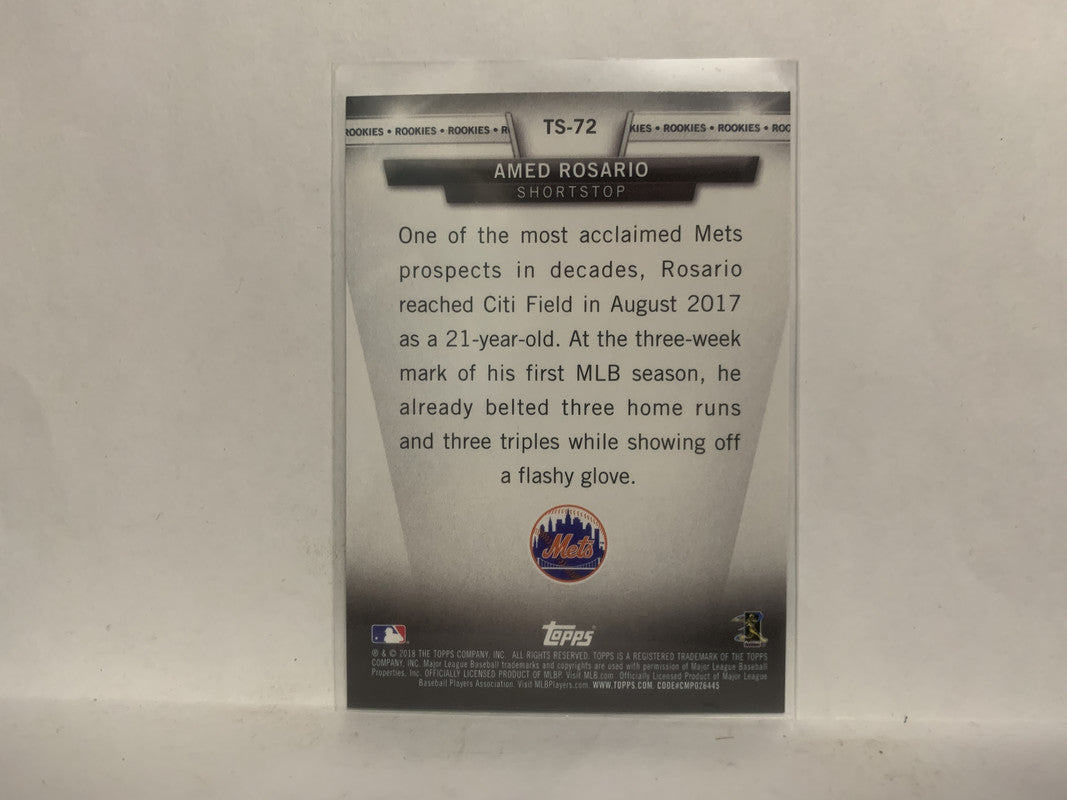 ROOKIES • ROOKIES • ROOKIES • R
TS-72
KIES • ROOKIES • ROOKIES • ROO
AMED ROSARIO
SHORTSTOP
One of the most acclaimed Mets
prospects in decades, Rosario
reached Citi Field in August 2017
as a 21-year-old. At the three-week
mark of his first MLB season, he
already belted three home runs
and three triples while showing off
a flashy glove.
Mets
Topps
® & © 2018 THE TOPPS COMPANY, INC. ALL RIGHTS RESERVED. TOPPS IS A REGISTERED TRADEMARK OF THE TOPPS
COMPANY, INC. Major League Baseball trademarks and copyrights are used with permission of Major League Baseball
Properties, Inc. OFFICIALLY LICENSED PRODUCT OF MLBP. Visit MLB.com Officially Licensed Product of Major League
Baseball Players Association. Visit MLBPlayers.com. WWW.TOPPS.COM. CODE#CMP026445